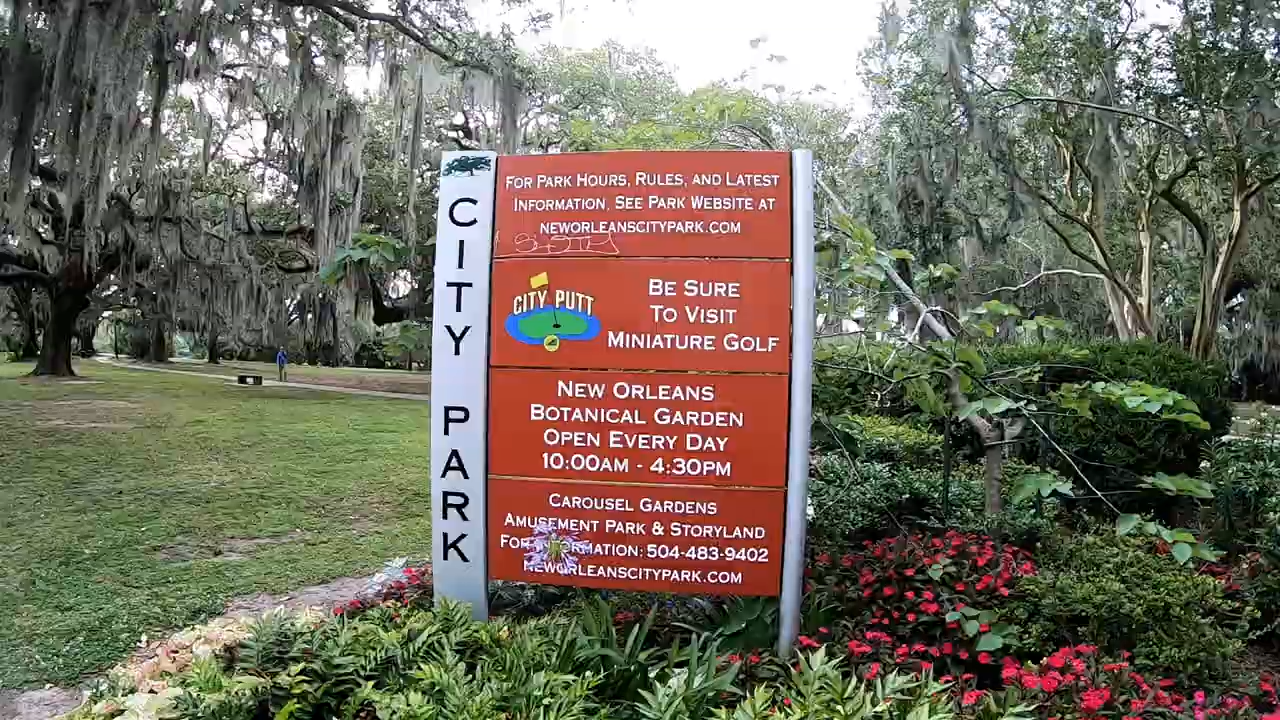 CITY PARK
FOR PARK HOURS, RULES, AND LATEST
INFORMATION, SEE PARK WEBSITE AT
NEWORLEANSCITYPARK.COM
CITY PUTT
BE SURE
TO VISIT
MINIATURE GOLF
NEW ORLEANS
BOTANICAL GARDEN
OPEN EVERY DAY
10:00AM - 4:30PM
CAROUSEL GARDENS
AMUSEMENT PARK & STORYLAND
FOR INFORMATION: 504-483-9402
NEWORLEANSCITYPARK.COM